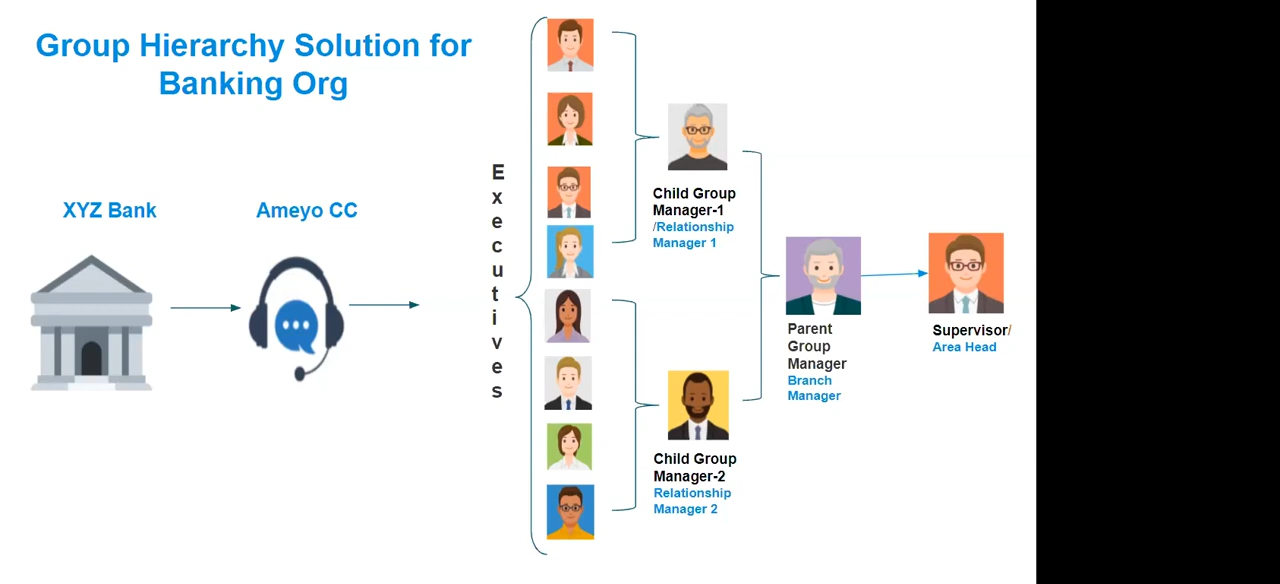 Group Hierarchy Solution for
Banking Org
XYZ Bank
Ameyo CC
Executives
Child Group
Manager-1
/Relationship
Manager 1
Child Group
Manager-2
Relationship
Manager 2
Parent
Group
Manager
Branch
Manager
Supervisor/
Area Head